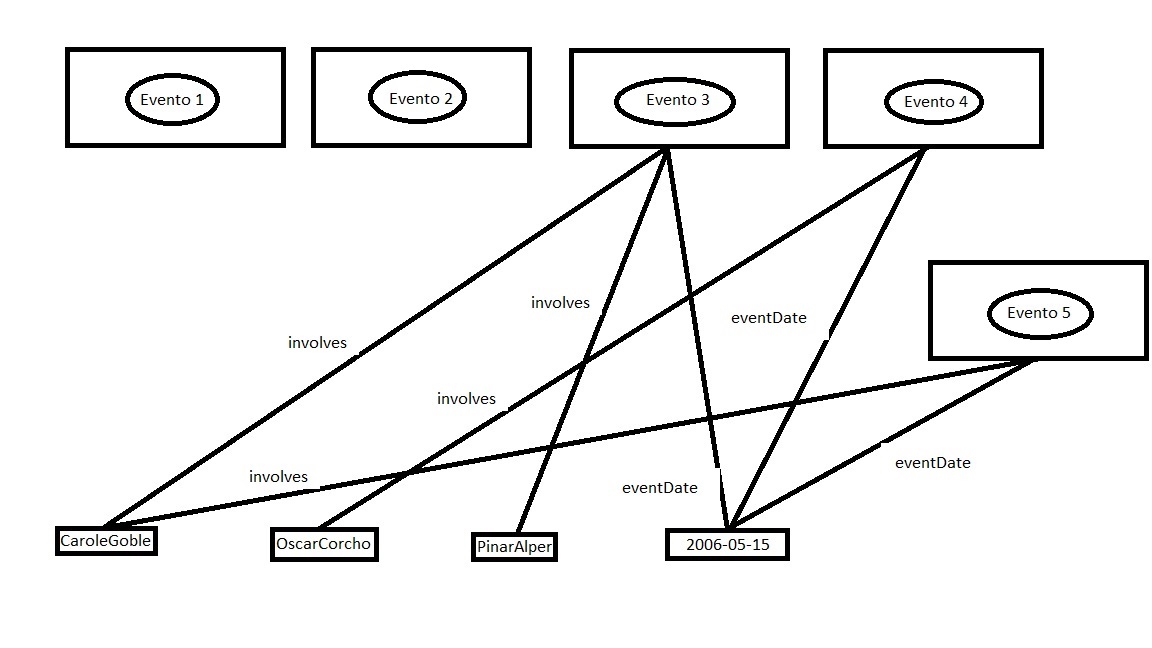 Evento 1
Evento 2
Evento 3
Evento 4
involves
eventDate
Evento 5
involves
involves
eventDate
involves
eventDate
CaroleGoble
OscarCorcho
PinarAlper
2006-05-15